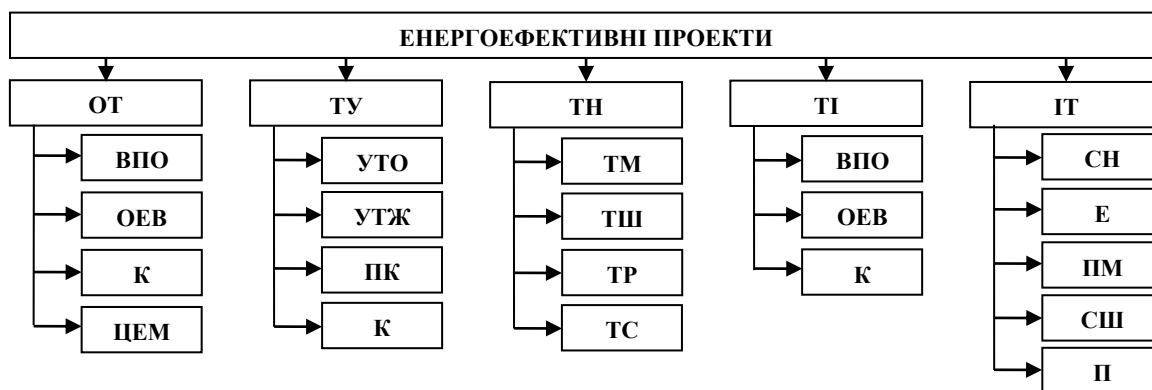 ЕНЕРГОЕФЕКТИВНІ ПРОЕКТИ
ОТ
ВПО
ОЕВ
К
ЦЕМ
ТУ
УТО
УТЖ
ПК
К
ТН
ТМ
ТШ
ТР
ТС
ТІ
ВПО
ОЕВ
К
ІТ
СН
Е
ПМ
СШ
П